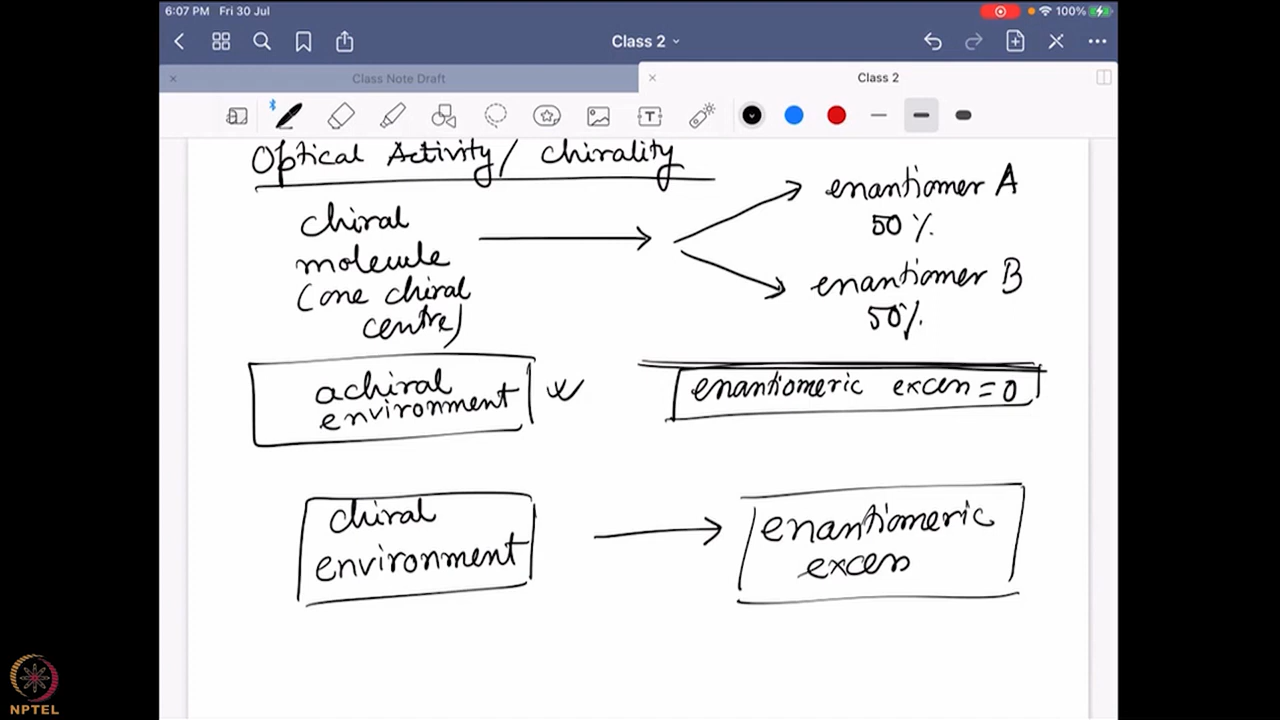 6:07 PM Fri 30 Jul
100%
Class 2
Class Note Draft
Class 2
Optical Activity / chirality
chiral
molecule
(one chiral
centre)
enantiomer A
50%
enantiomer B
50%
achiral
environment
enantiomeric excess = 0
chiral
environment
enantiomeric
excess
NPTEL